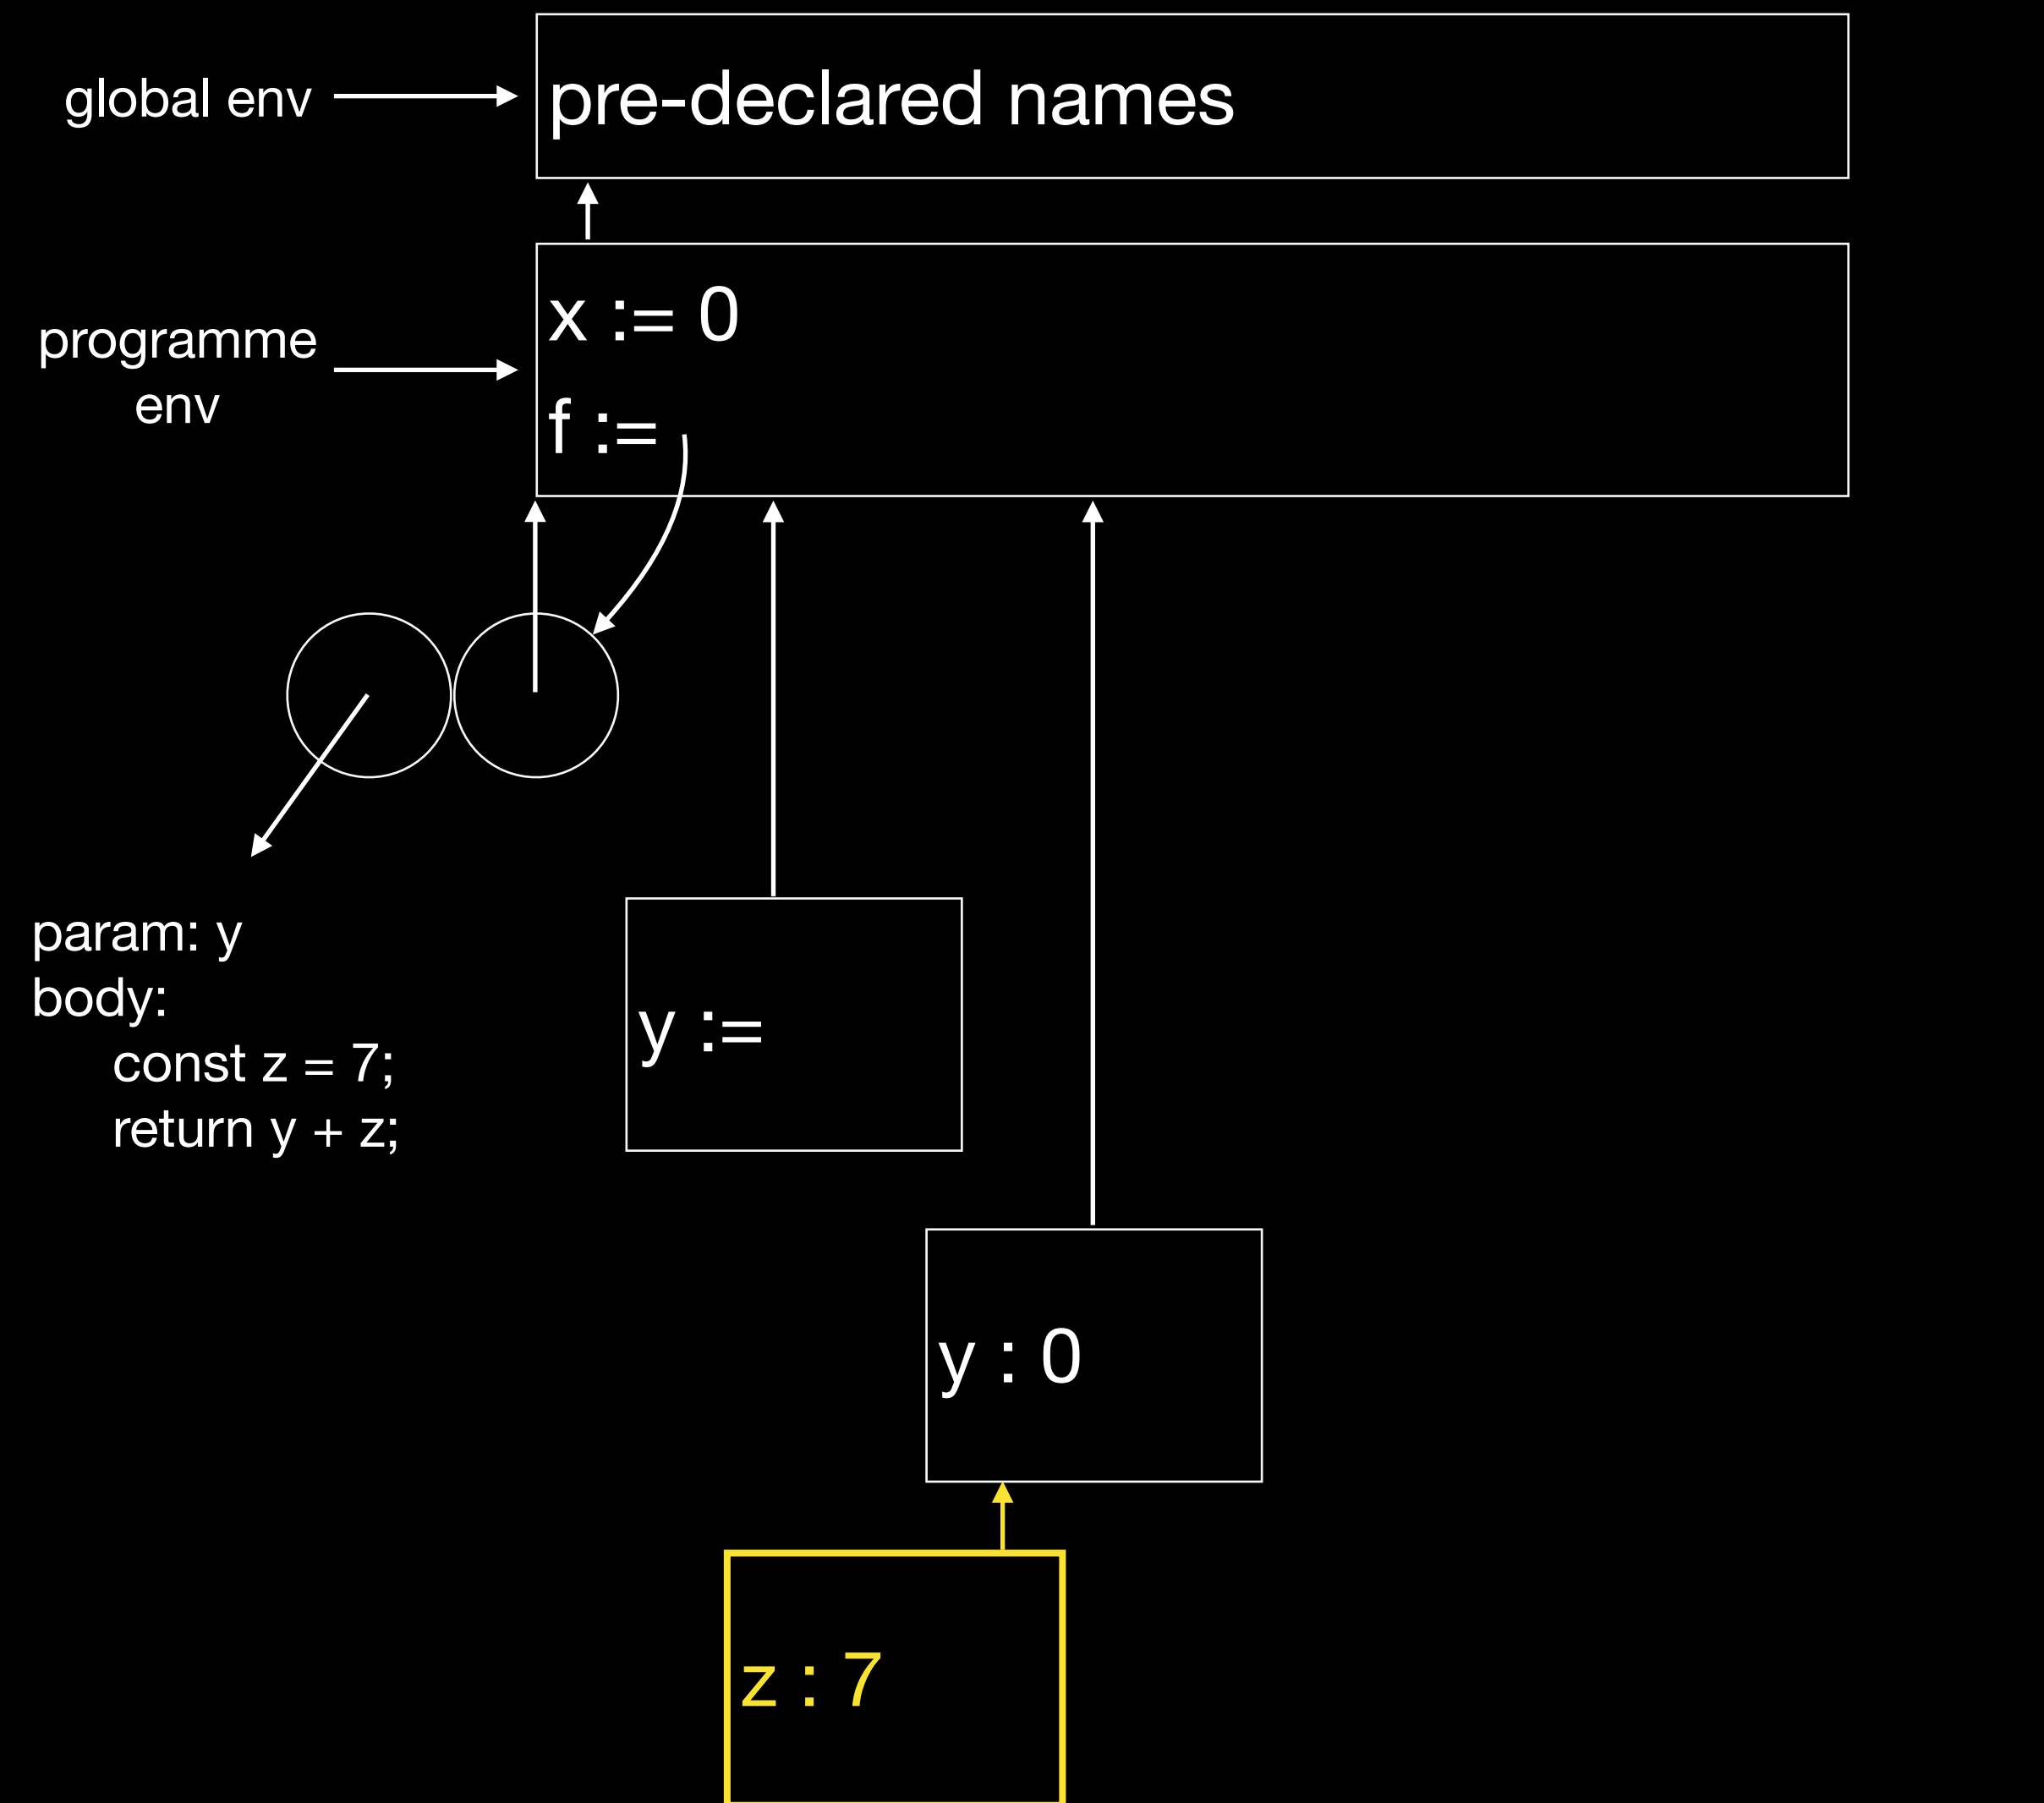 global env
pre-declared names
programme
env
x := 0
f :=
param: y
body:
const z = 7;
return y + z;
y :=
y : 0
z : 7